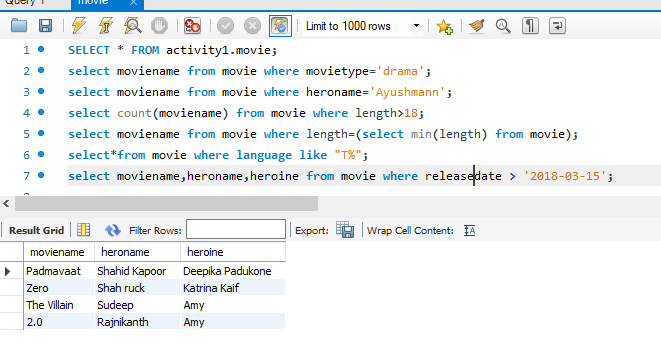 Query 1
movie
Limit to 1000 rows
1 SELECT * FROM activity1.movie;
2 select moviename from movie where movietype='drama';
3 select moviename from movie where heroname='Ayushmann';
4 select count(moviename) from movie where length>18;
5 select moviename from movie where length=(select min(length) from movie);
6 select*from movie where language like "T%";
7 select moviename,heroname,heroine from movie where releasedate > '2018-03-15';
Result Grid Filter Rows: Export: Wrap Cell Content:
moviename heroname heroine
Padmavaat Shahid Kapoor Deepika Padukone
Zero Shah ruck Katrina Kaif
The Villain Sudeep Amy
2.0 Rajnikanth Amy